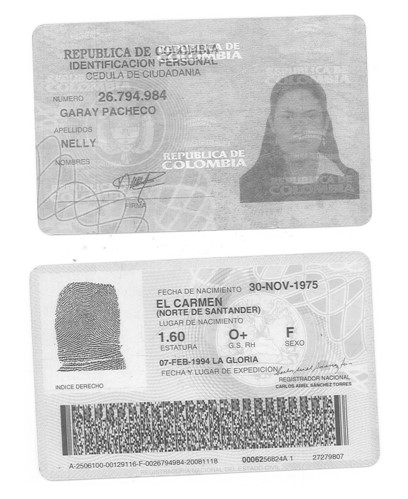 REPUBLICA DE COLOMBIA
IDENTIFICACION PERSONAL
CEDULA DE CIUDADANIA
REPUBLICA DE
COLOMBIA
NUMERO 26.794.984
GARAY PACHECO
APELLIDOS
NELLY
NOMBRES
REPUBLICA DE
COLOMBIA
FIRMA
FECHA DE NACIMIENTO 30-NOV-1975
EL CARMEN
(NORTE DE SANTANDER)
LUGAR DE NACIMIENTO
1.60 O+ F
ESTATURA G.S. RH SEXO
07-FEB-1994 LA GLORIA
FECHA Y LUGAR DE EXPEDICION
INDICE DERECHO
REGISTRADOR NACIONAL
CARLOS ARIEL SÁNCHEZ TORRES
A-2506100-00129116-F-0026794984-20081118 0006256824A 1 27279807